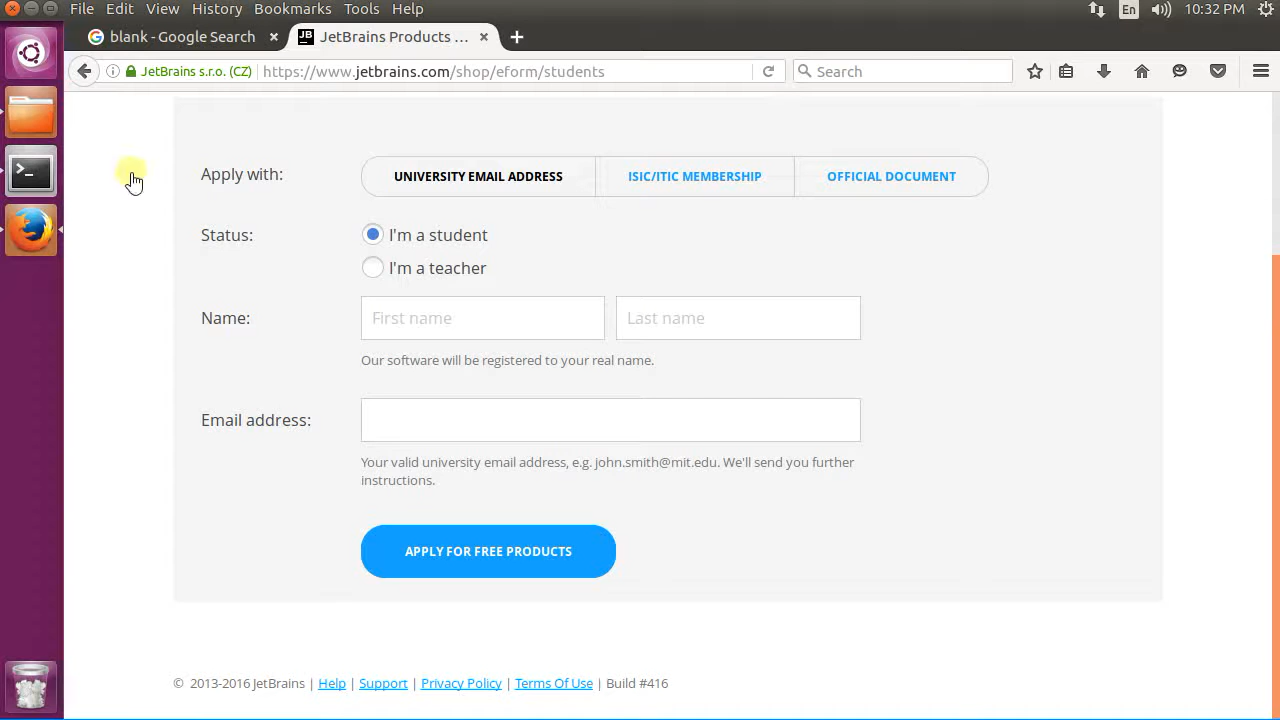 File Edit View History Bookmarks Tools Help
En 10:32 PM
blank - Google Search
JetBrains Products ...
JetBrains s.r.o. (CZ) https://www.jetbrains.com/shop/eform/students
Search
Apply with: UNIVERSITY EMAIL ADDRESS ISIC/ITIC MEMBERSHIP OFFICIAL DOCUMENT
Status: I'm a student
I'm a teacher
Name: First name Last name
Our software will be registered to your real name.
Email address:
Your valid university email address, e.g. john.smith@mit.edu. We'll send you further
instructions.
APPLY FOR FREE PRODUCTS
© 2013-2016 JetBrains | Help | Support | Privacy Policy | Terms Of Use | Build #416